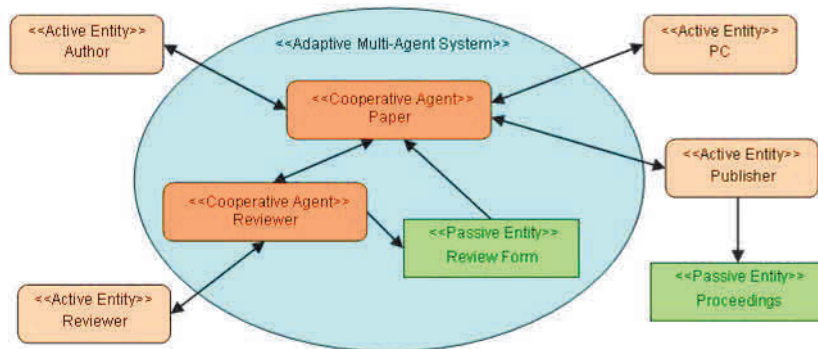 <<Active Entity>>
Author
<<Adaptive Multi-Agent System>>
<<Active Entity>>
PC
<<Cooperative Agent>>
Paper
<<Active Entity>>
Publisher
<<Cooperative Agent>>
Reviewer
<<Passive Entity>>
Review Form
<<Passive Entity>>
Proceedings
<<Active Entity>>
Reviewer